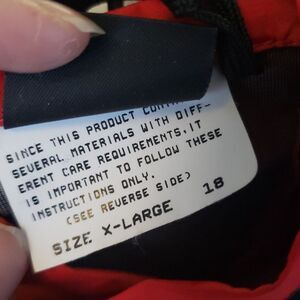 SINCE THIS PRODUCT
SEVERAL MATERIALS WITH DIFF-
ERENT CARE REQUIREMENTS, IT
IS IMPORTANT TO FOLLOW THESE
INSTRUCTIONS ONLY.
(SEE REVERSE SIDE) 18
SIZE X-LARGE